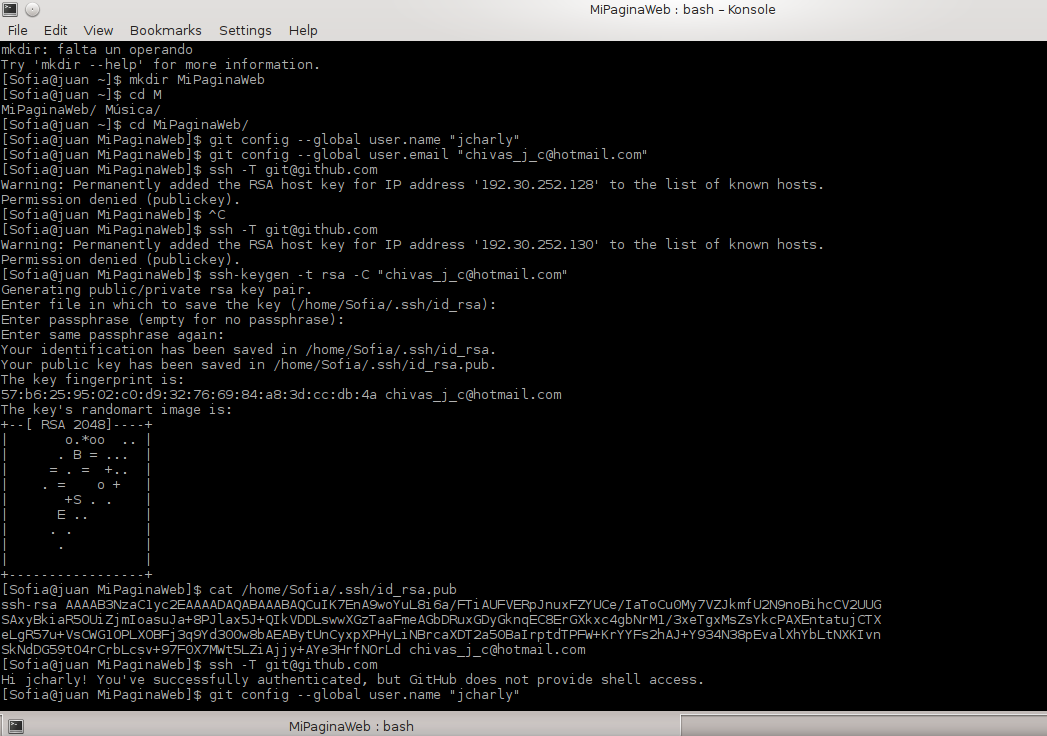 MiPaginaWeb : bash – Konsole
File Edit View Bookmarks Settings Help
mkdir: falta un operando
Try 'mkdir --help' for more information.
[Sofia@juan ~]$ mkdir MiPaginaWeb
[Sofia@juan ~]$ cd M
MiPaginaWeb/ Música/
[Sofia@juan ~]$ cd MiPaginaWeb/
[Sofia@juan MiPaginaWeb]$ git config --global user.name "jcharly"
[Sofia@juan MiPaginaWeb]$ git config --global user.email "chivas_j_c@hotmail.com"
[Sofia@juan MiPaginaWeb]$ ssh -T git@github.com
Warning: Permanently added the RSA host key for IP address '192.30.252.128' to the list of known hosts.
Permission denied (publickey).
[Sofia@juan MiPaginaWeb]$ ^C
[Sofia@juan MiPaginaWeb]$ ssh -T git@github.com
Warning: Permanently added the RSA host key for IP address '192.30.252.130' to the list of known hosts.
Permission denied (publickey).
[Sofia@juan MiPaginaWeb]$ ssh-keygen -t rsa -C "chivas_j_c@hotmail.com"
Generating public/private rsa key pair.
Enter file in which to save the key (/home/Sofia/.ssh/id_rsa):
Enter passphrase (empty for no passphrase):
Enter same passphrase again:
Your identification has been saved in /home/Sofia/.ssh/id_rsa.
Your public key has been saved in /home/Sofia/.ssh/id_rsa.pub.
The key fingerprint is:
57:b6:25:95:02:c0:d9:32:76:69:84:a8:3d:cc:db:4a chivas_j_c@hotmail.com
The key's randomart image is:
+--[ RSA 2048]----+
|       o.*oo  .. |
|      . B = ...  |
|     = . =  +..  |
|    . =    o +   |
|       +S . .    |
|      E ..       |
|     . .         |
|      .          |
|                 |
+-----------------+
[Sofia@juan MiPaginaWeb]$ cat /home/Sofia/.ssh/id_rsa.pub
ssh-rsa AAAAB3NzaC1yc2EAAAADAQABAAABAQCuIK7EnA9woYuL8i6a/FTiAUFVERpJnuxFZYUCe/IaToCu0My7VZJkmfU2N9noBihcCV2UUG
SAxyBkiaR5OUiZjmIoasuJa+8PJlax5J+QIkVDDLswwXGzTaaFmeAGbDRuxGDyGknqEC8ErGXkxc4gbNrM1/3xeTgxMsZsYkcPAXEntatujCTX
eLgR57u+VsCWG1OPLXOBFj3q9Yd30Ow8bAEABytUnCyxpXPHyLiNBrcaXDT2a5OBaIrptdTPFW+KrYYFs2hAJ+Y934N38pEvalXhYbLtNXKIvn
SkNdDG59tO4rCrbLcsv+97FOX7MWt5LZiAjjy+AYe3HrfNOrLd chivas_j_c@hotmail.com
[Sofia@juan MiPaginaWeb]$ ssh -T git@github.com
Hi jcharly! You've successfully authenticated, but GitHub does not provide shell access.
[Sofia@juan MiPaginaWeb]$ git config --global user.name "jcharly"
MiPaginaWeb : bash